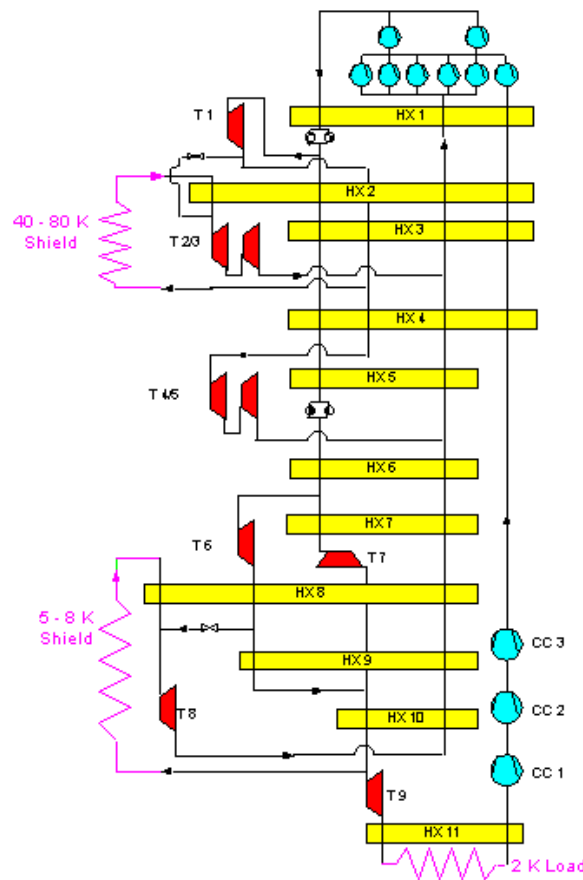 HX 1
T 1
HX 2
40 - 80 K
Shield
HX 3
T 2/3
HX 4
HX 5
T 4/5
HX 6
HX 7
T 6
T 7
HX 8
5 - 8 K
Shield
CC 3
HX 9
T 8
CC 2
HX 10
CC 1
T 9
HX 11
2 K Load